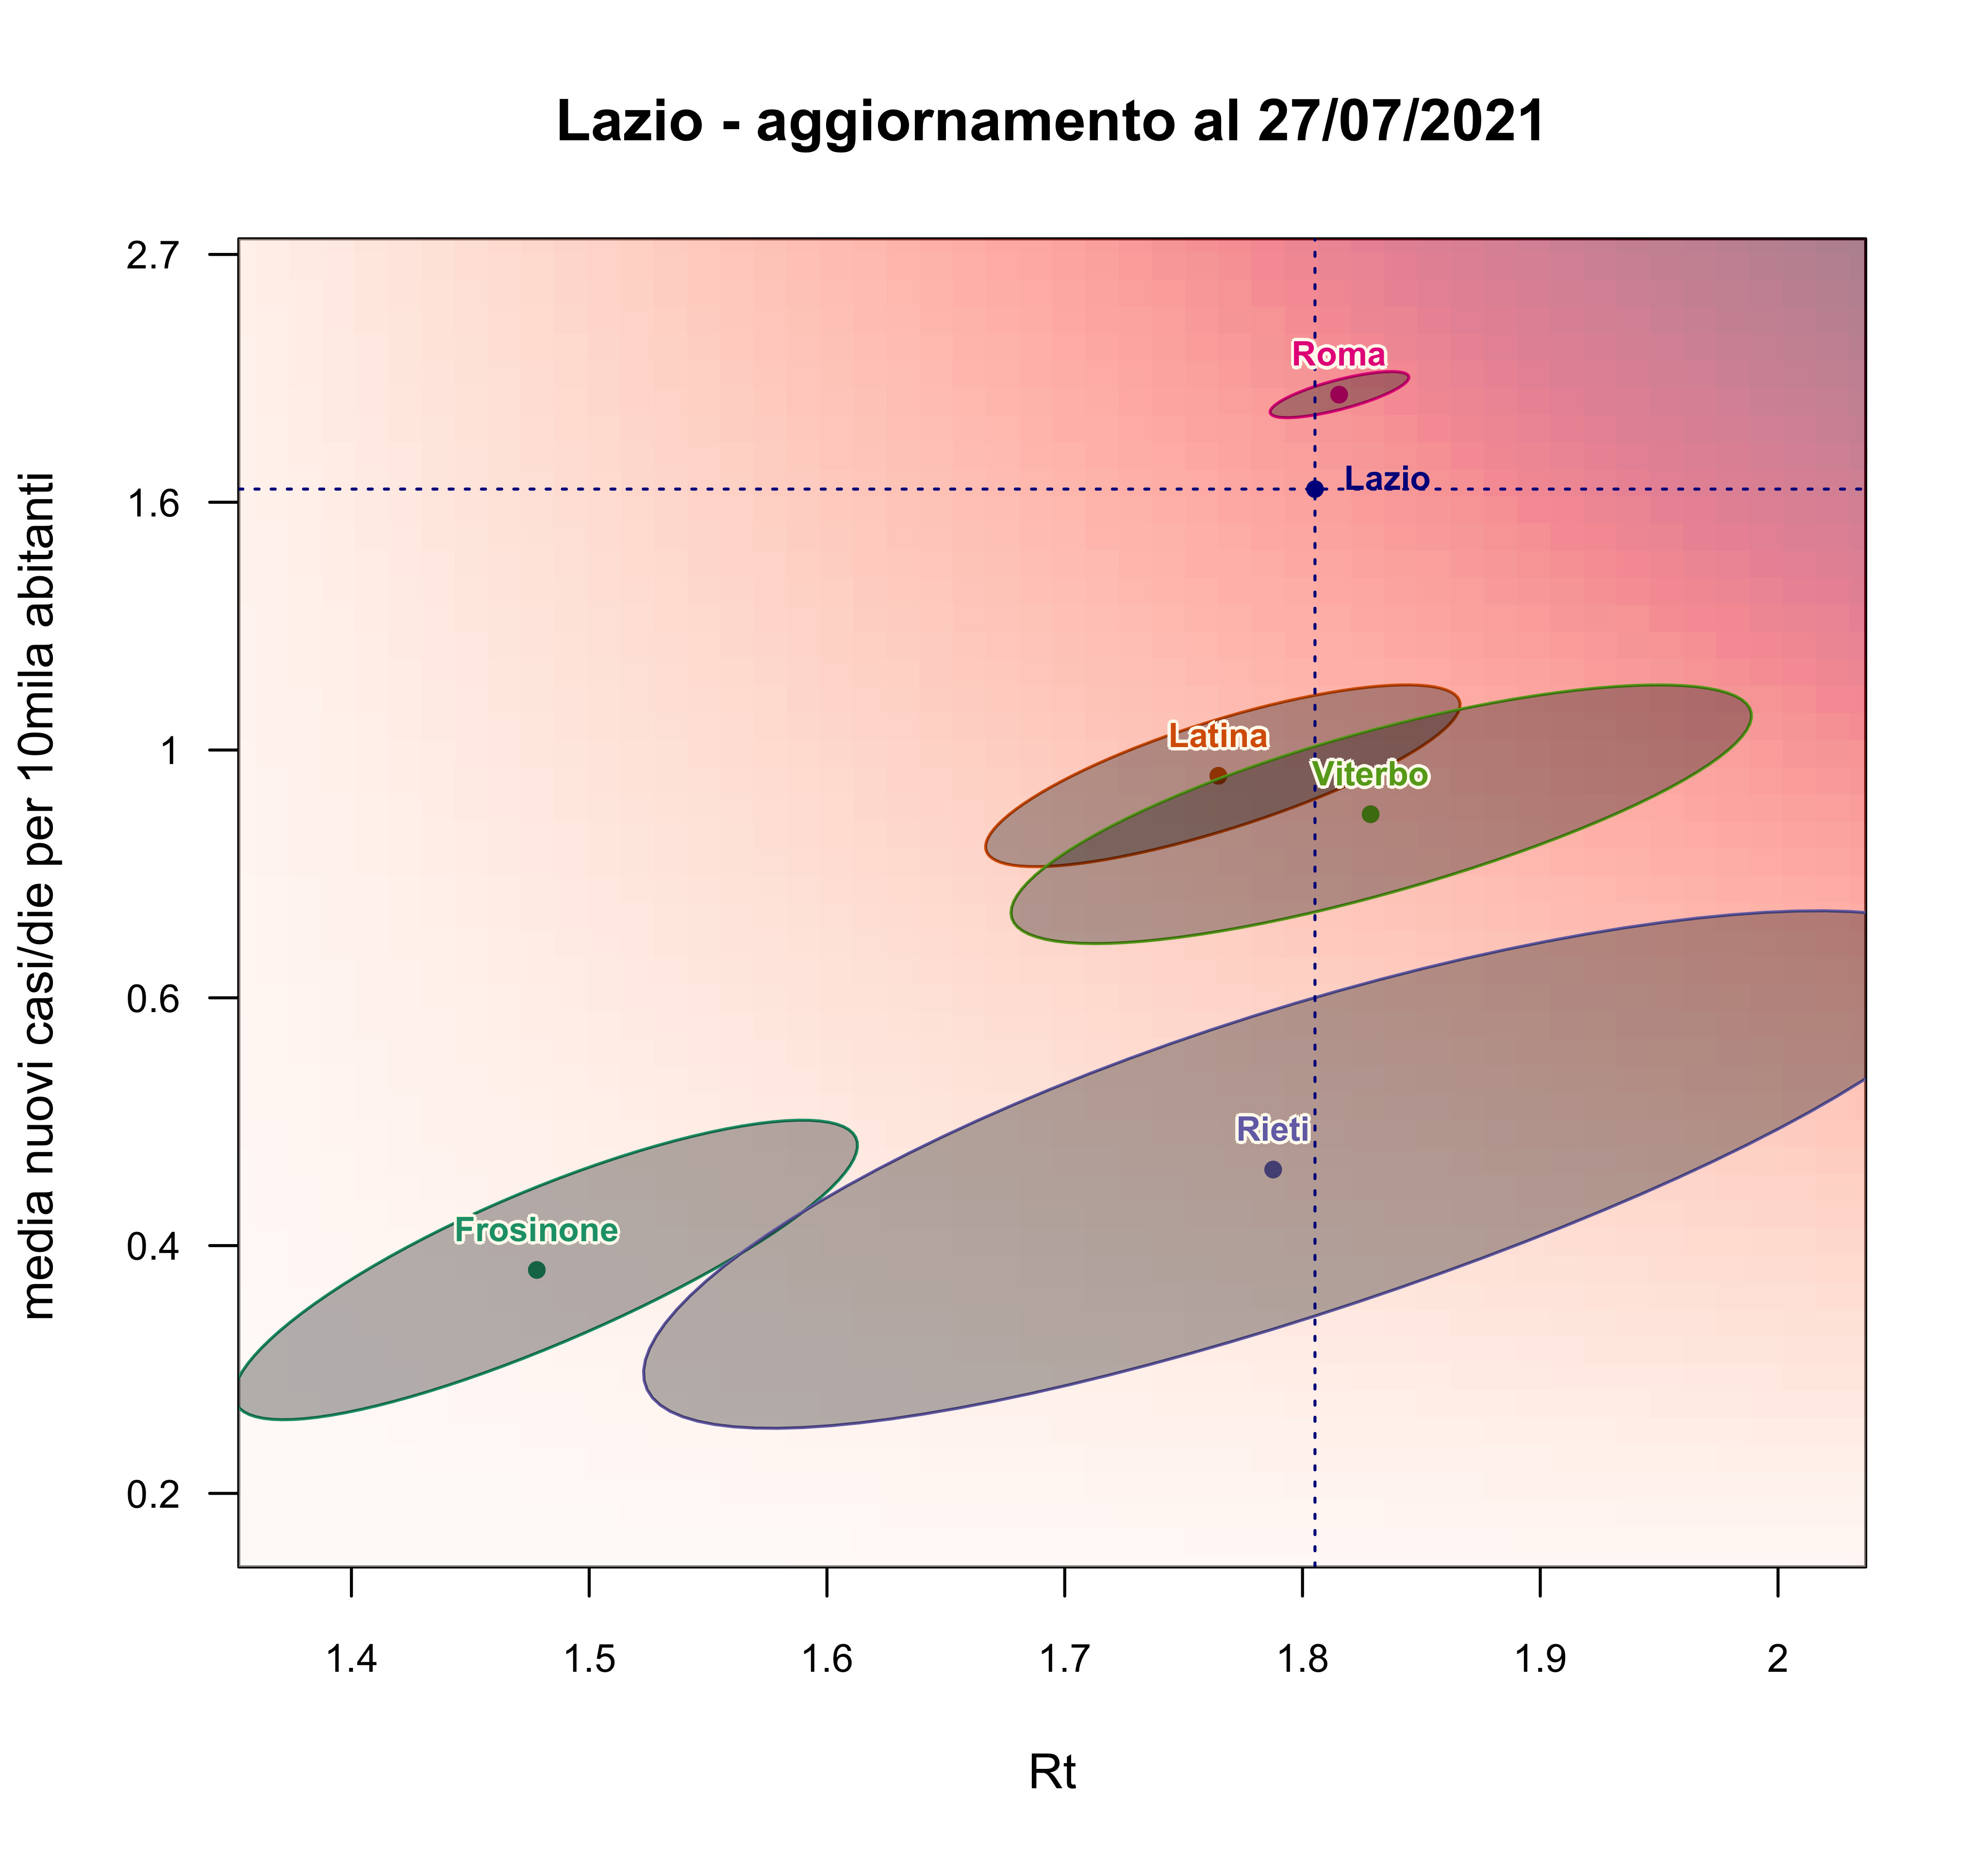 Lazio - aggiornamento al 27/07/2021
media nuovi casi/die per 10mila abitanti
2.7
1.6
1
0.6
0.4
0.2
Roma
Lazio
Latina
Viterbo
Rieti
Frosinone
1.4 1.5 1.6 1.7 1.8 1.9 2
Rt